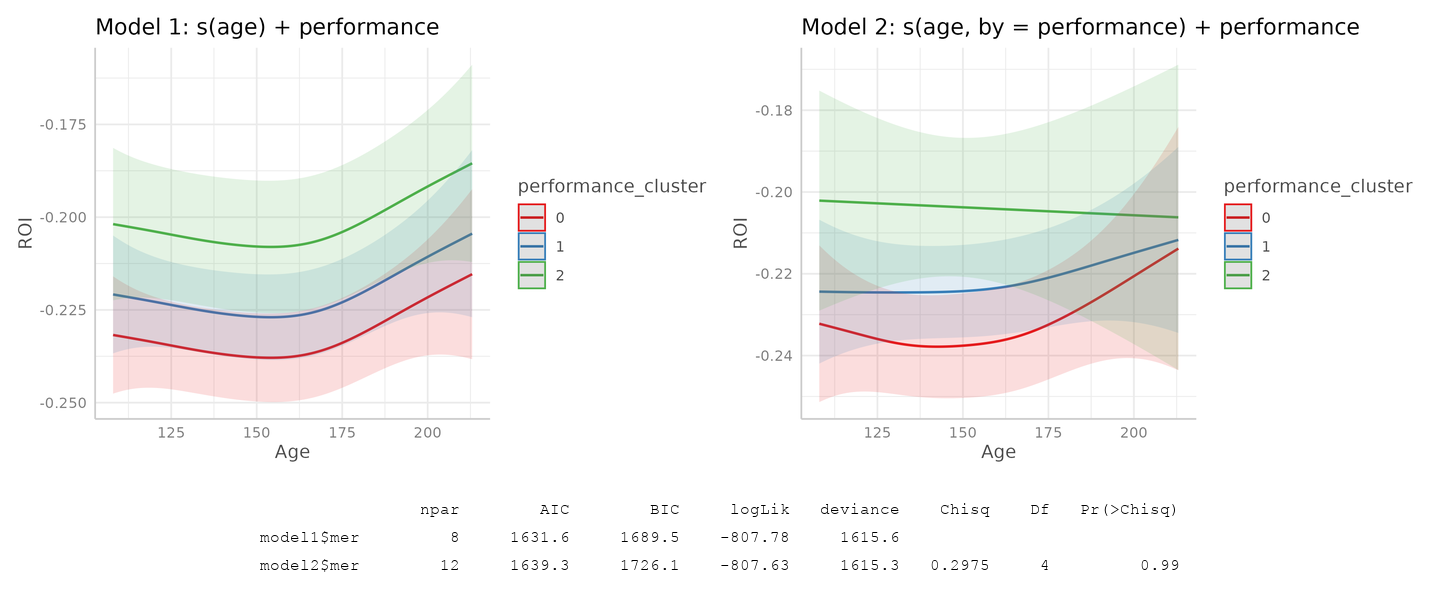 Model 1: s(age) + performance
-0.175
-0.200
-0.225
-0.250
ROI
125 150 175 200
Age
performance_cluster
0
1
2
Model 2: s(age, by = performance) + performance
-0.18
-0.20
-0.22
-0.24
ROI
125 150 175 200
Age
performance_cluster
0
1
2
npar AIC BIC logLik deviance Chisq Df Pr(>Chisq)
model1$mer 8 1631.6 1689.5 -807.78 1615.6
model2$mer 12 1639.3 1726.1 -807.63 1615.3 0.2975 4 0.99